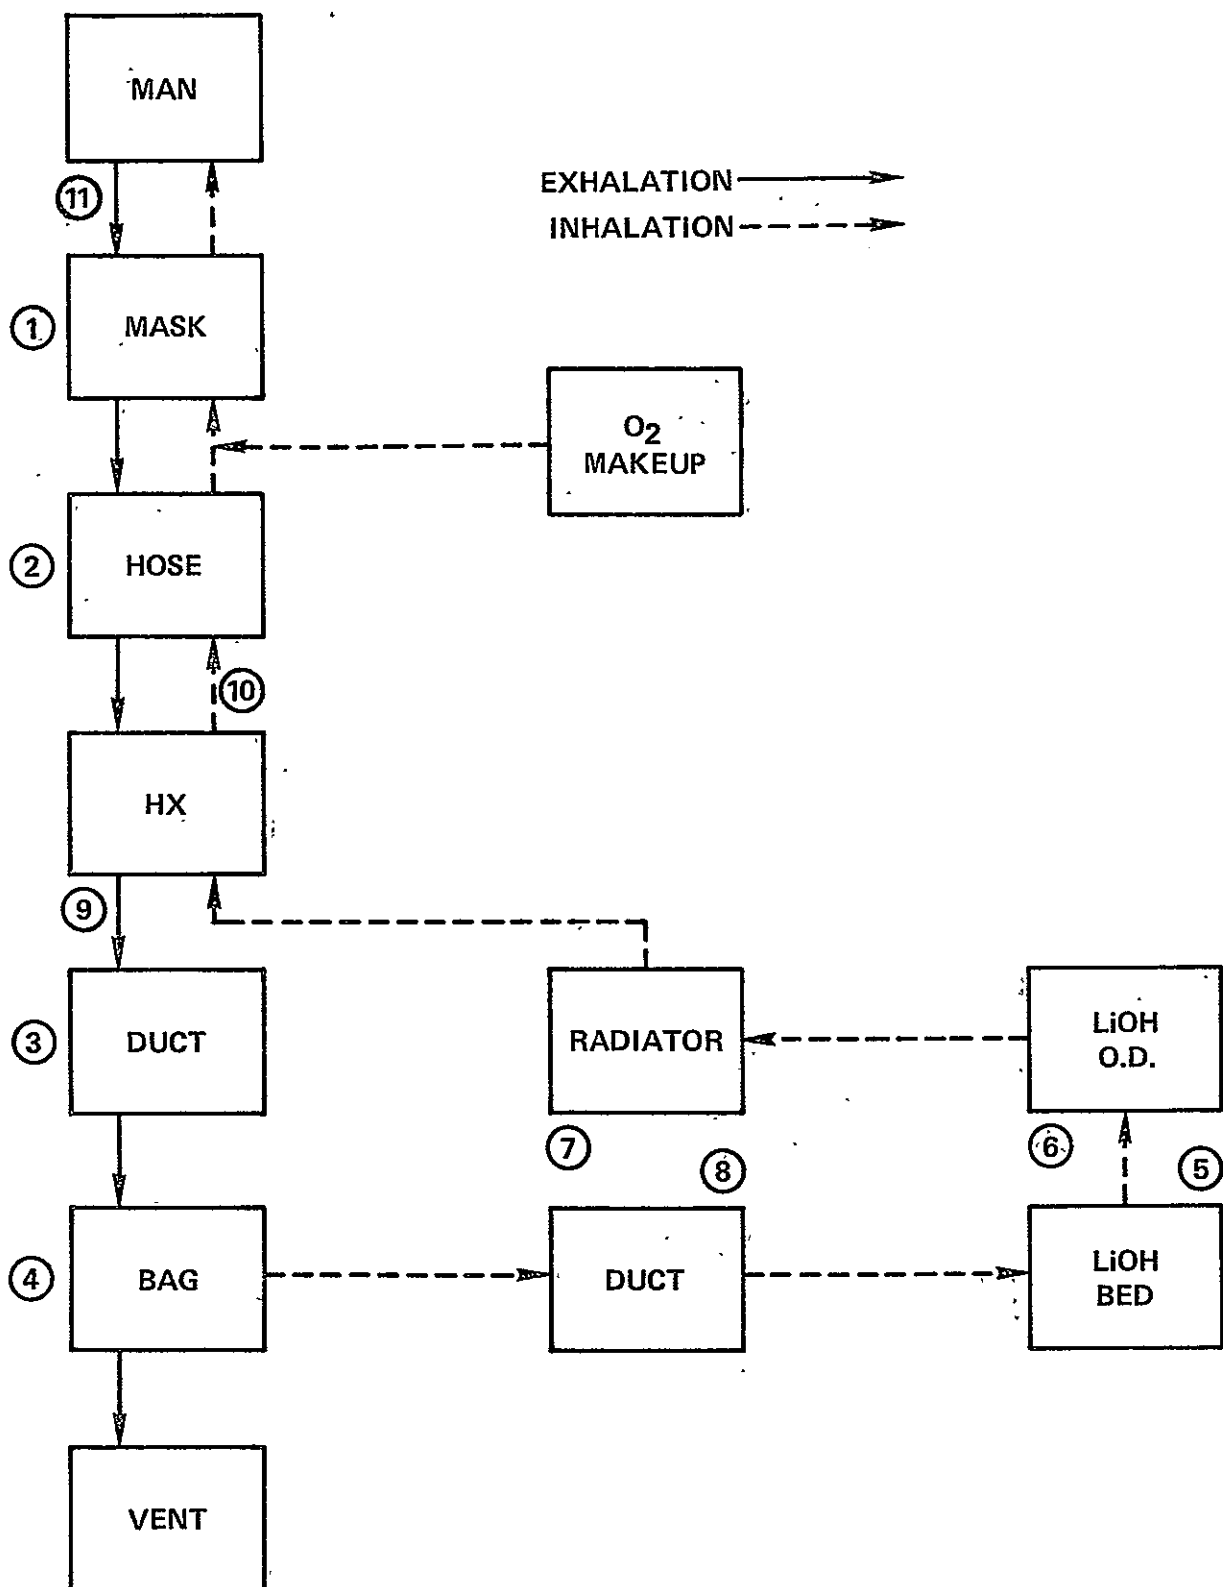 MAN
11
EXHALATION
INHALATION
1
MASK
O2
MAKEUP
2
HOSE
10
HX
9
3
DUCT
RADIATOR
LiOH
O.D.
7
8
6
5
4
BAG
DUCT
LiOH
BED
VENT